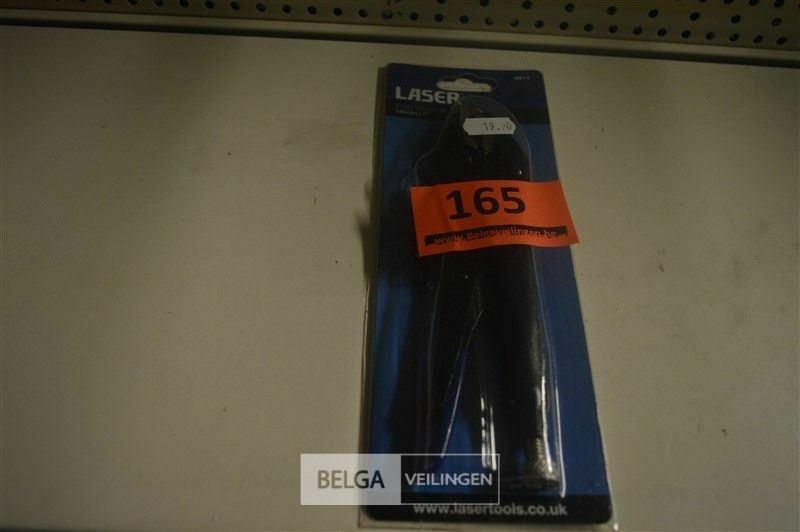 LASER
19.90
165
www.Belgaveilingen.be
BELGA VEILINGEN
www.lasertools.co.uk